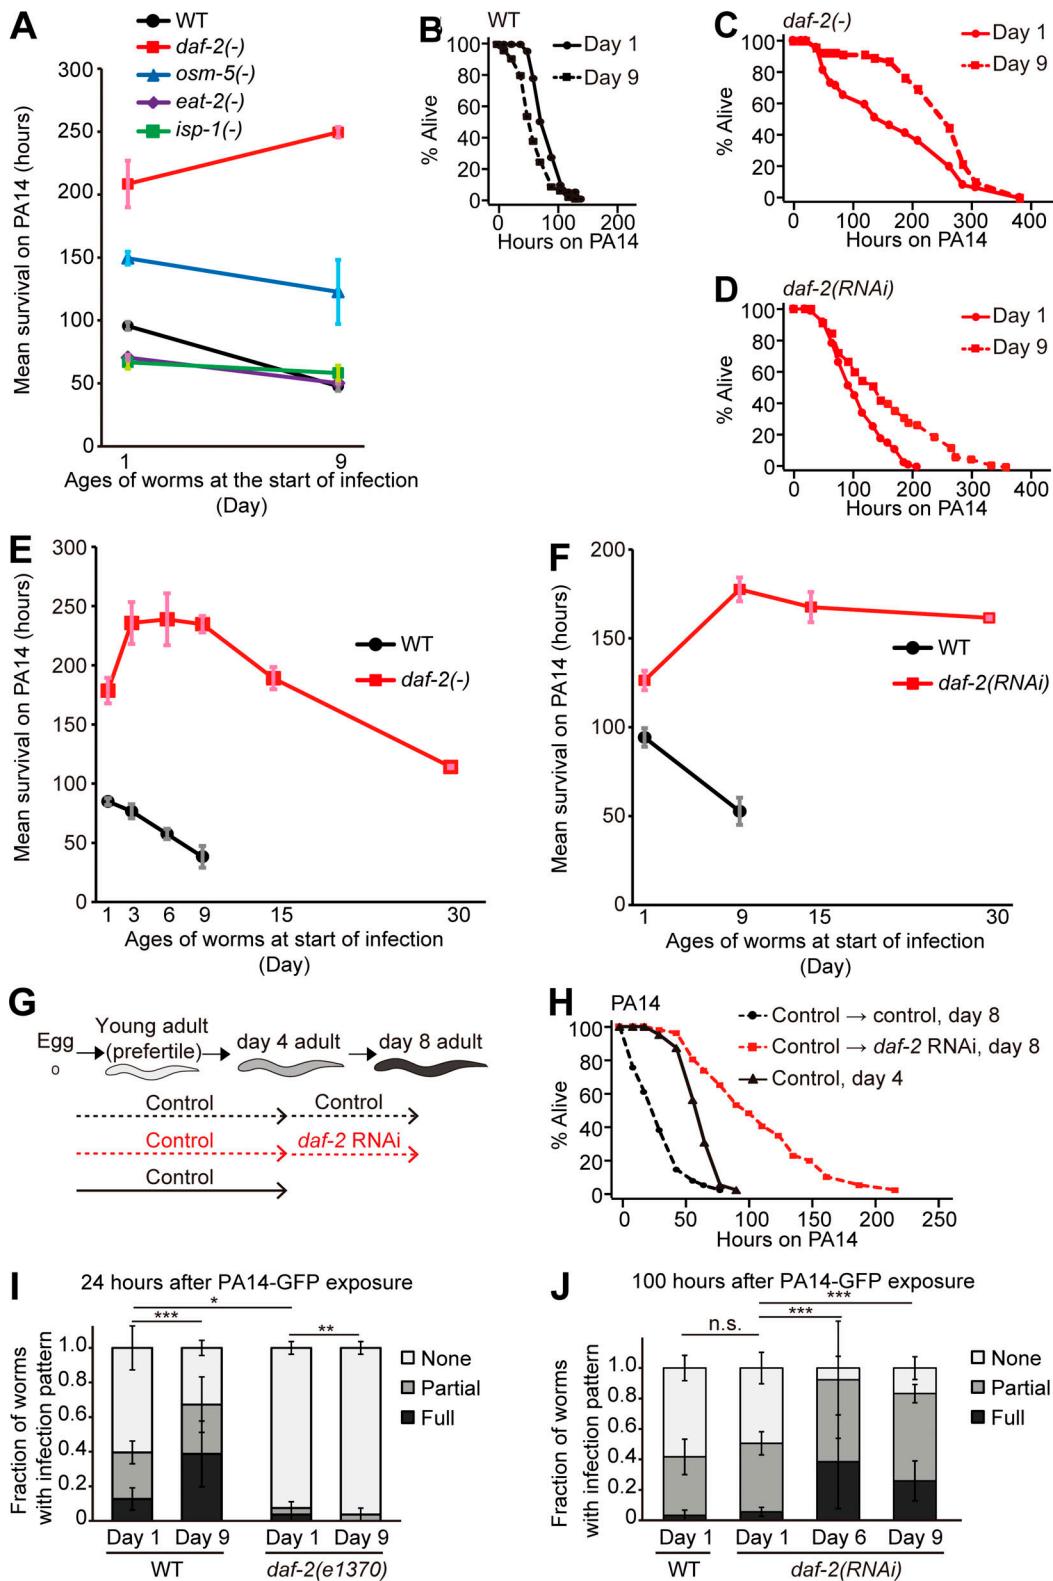 A
WT
daf-2(-)
osm-5(-)
eat-2(-)
isp-1(-)
Mean survival on PA14 (hours)
300
250
200
150
100
50
0
1 9
Ages of worms at the start of infection
(Day)
B
WT
Day 1
Day 9
% Alive
100
80
60
40
20
0
0 100 200
Hours on PA14
C
daf-2(-)
Day 1
Day 9
% Alive
100
80
60
40
20
0
0 100 200 300 400
Hours on PA14
D
daf-2(RNAi)
Day 1
Day 9
% Alive
100
80
60
40
20
0
0 100 200 300 400
Hours on PA14
E
WT
daf-2(-)
Mean survival on PA14 (hours)
300
250
200
150
100
50
0
1 3 6 9 15 30
Ages of worms at start of infection
(Day)
F
WT
daf-2(RNAi)
Mean survival on PA14 (hours)
200
150
100
50
0
1 9 15 30
Ages of worms at start of infection
(Day)
G
Egg
Young adult
(prefertile)
day 4 adult
day 8 adult
Control Control
Control daf-2 RNAi
Control
H
PA14
Control → control, day 8
Control → daf-2 RNAi, day 8
Control, day 4
% Alive
100
80
60
40
20
0
0 50 100 150 200 250
Hours on PA14
I
24 hours after PA14-GFP exposure
*
***
**
None
Partial
Full
Fraction of worms
with infection pattern
1.0
0.8
0.6
0.4
0.2
0
Day 1 Day 9 Day 1 Day 9
WT daf-2(e1370)
J
100 hours after PA14-GFP exposure
***
***
n.s.
None
Partial
Full
Fraction of worms
with infection pattern
1.0
0.8
0.6
0.4
0.2
0
Day 1 Day 1 Day 6 Day 9
WT daf-2(RNAi)